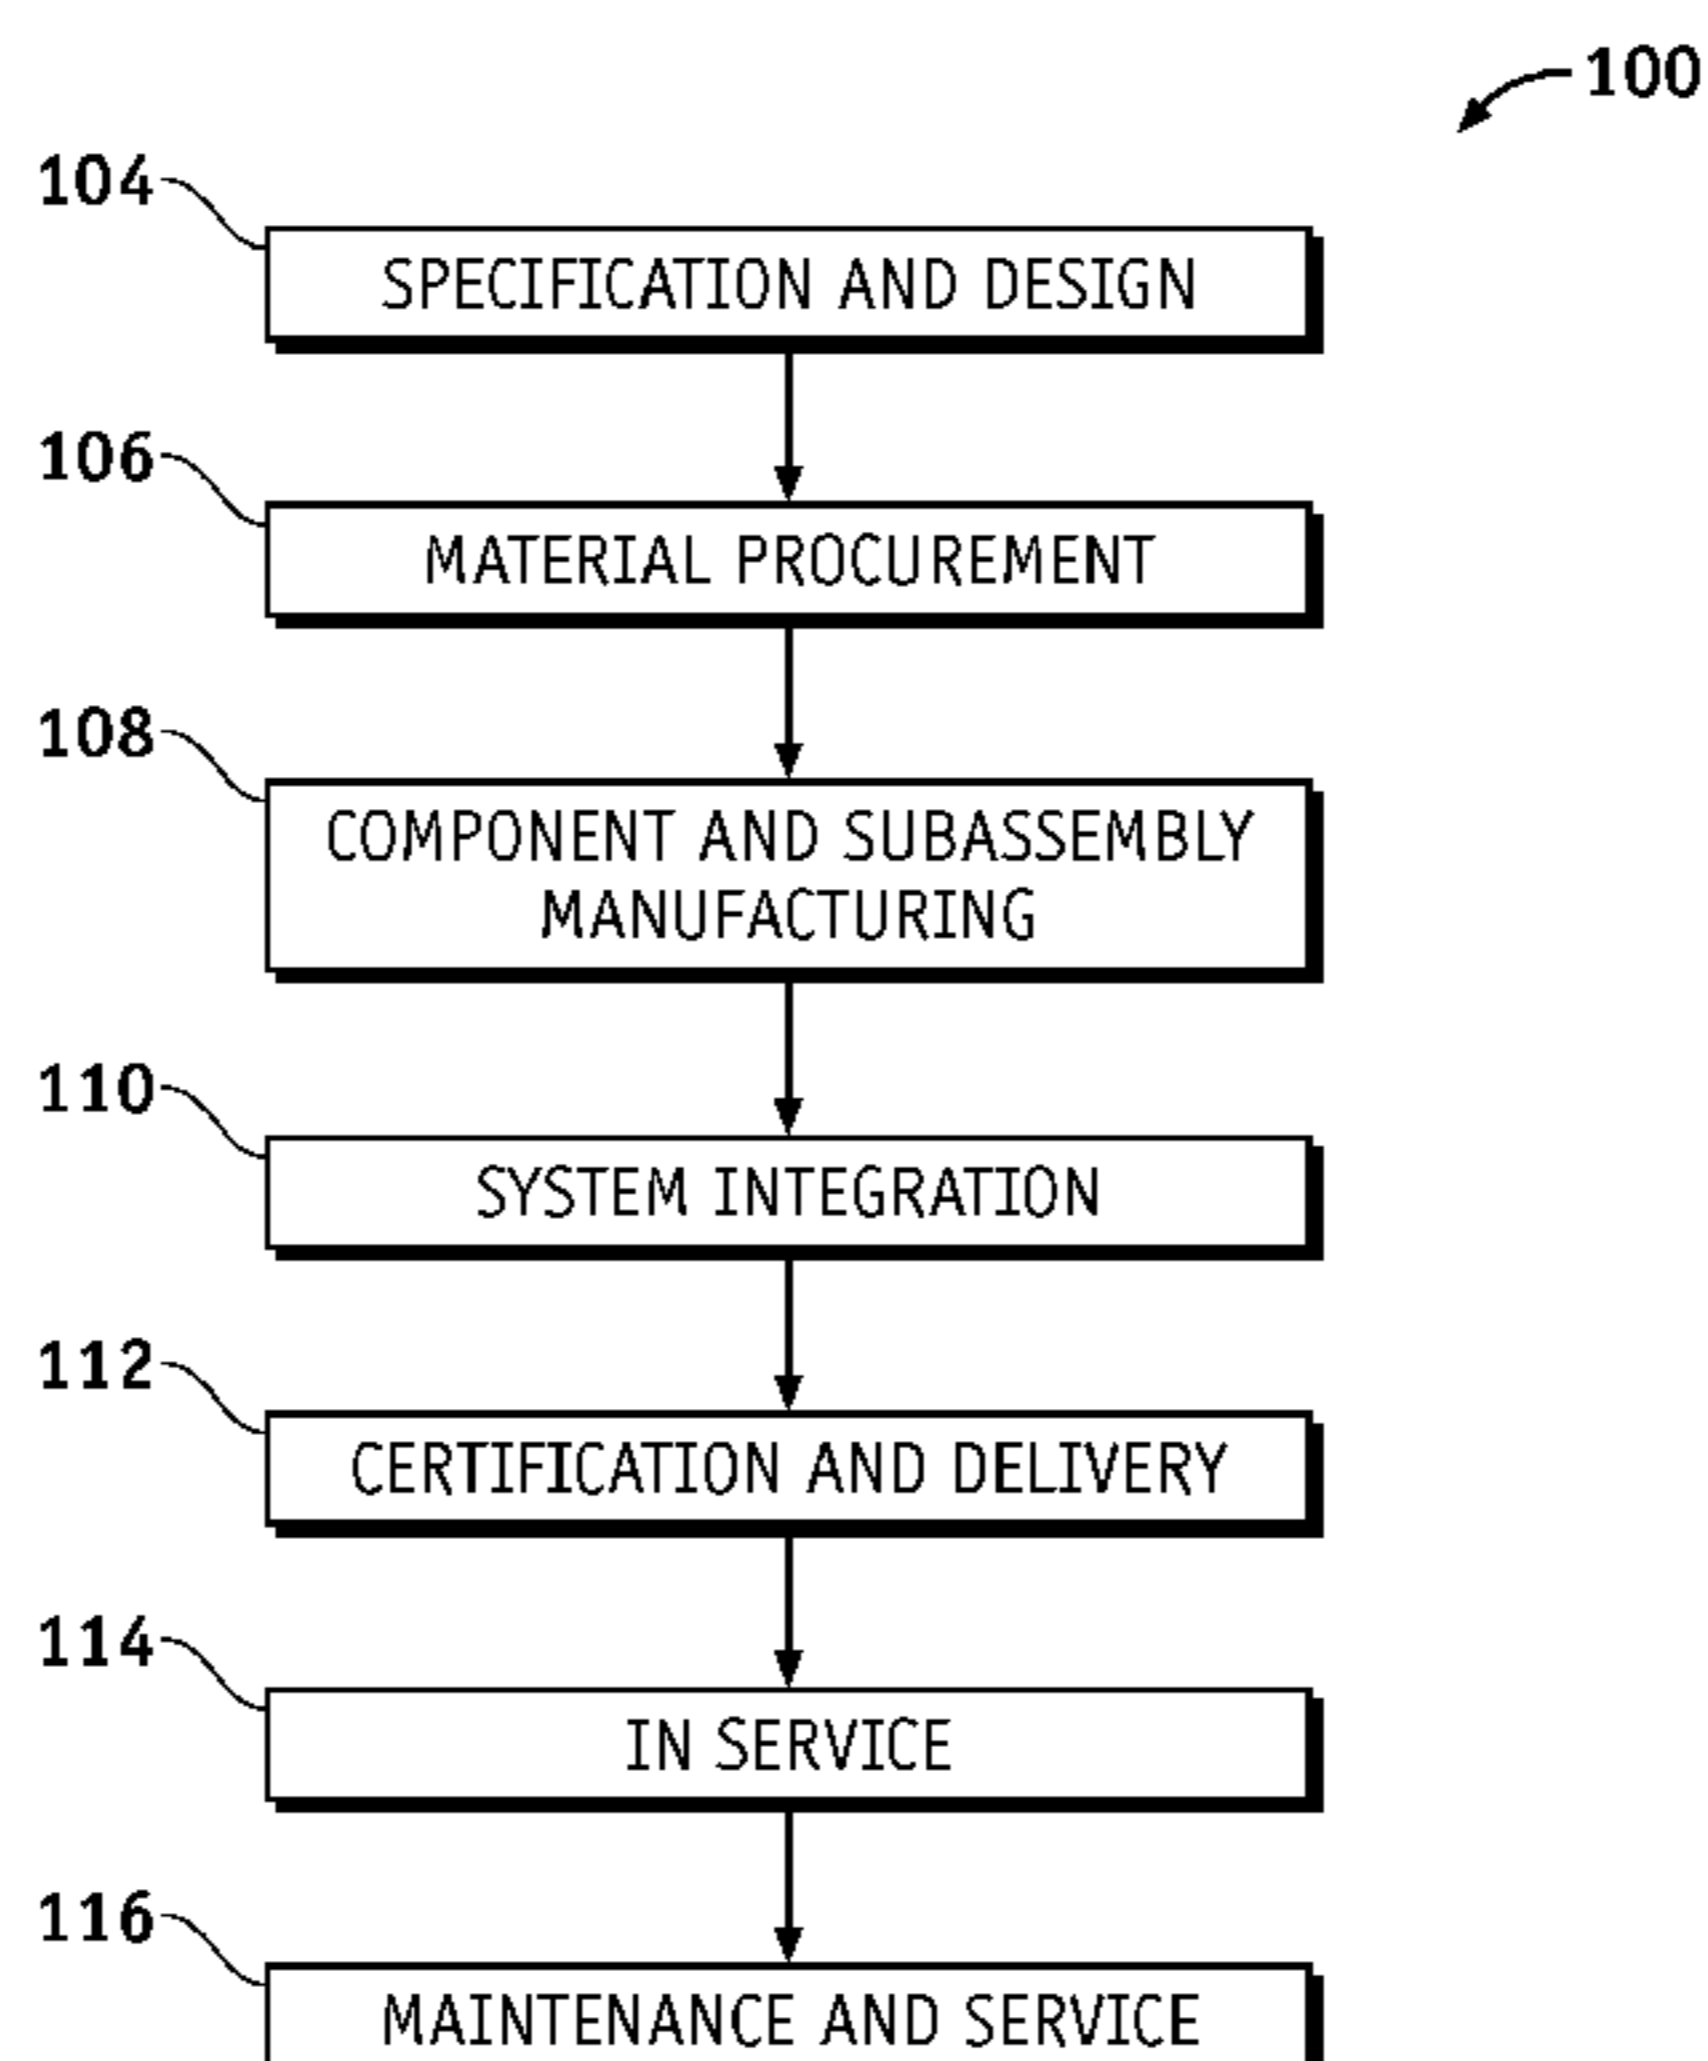 100
104
SPECIFICATION AND DESIGN
106
MATERIAL PROCUREMENT
108
COMPONENT AND SUBASSEMBLY
MANUFACTURING
110
SYSTEM INTEGRATION
112
CERTIFICATION AND DELIVERY
114
IN SERVICE
116
MAINTENANCE AND SERVICE